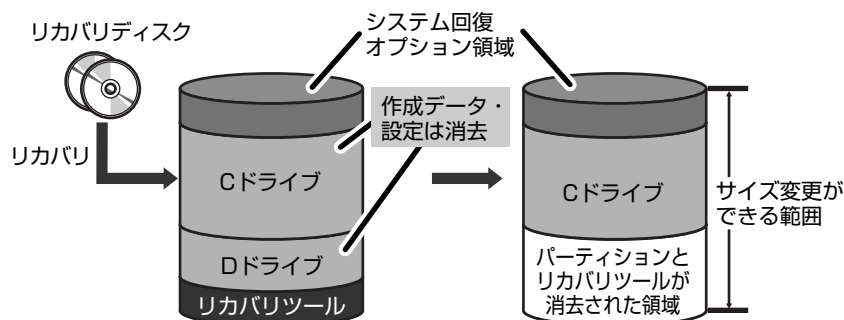 リカバリディスク
システム回復
オプション領域
作成データ・
設定は消去
リカバリ
Cドライブ
Dドライブ
リカバリツール
Cドライブ
サイズ変更が
できる範囲
パーティションと
リカバリツールが
消去された領域